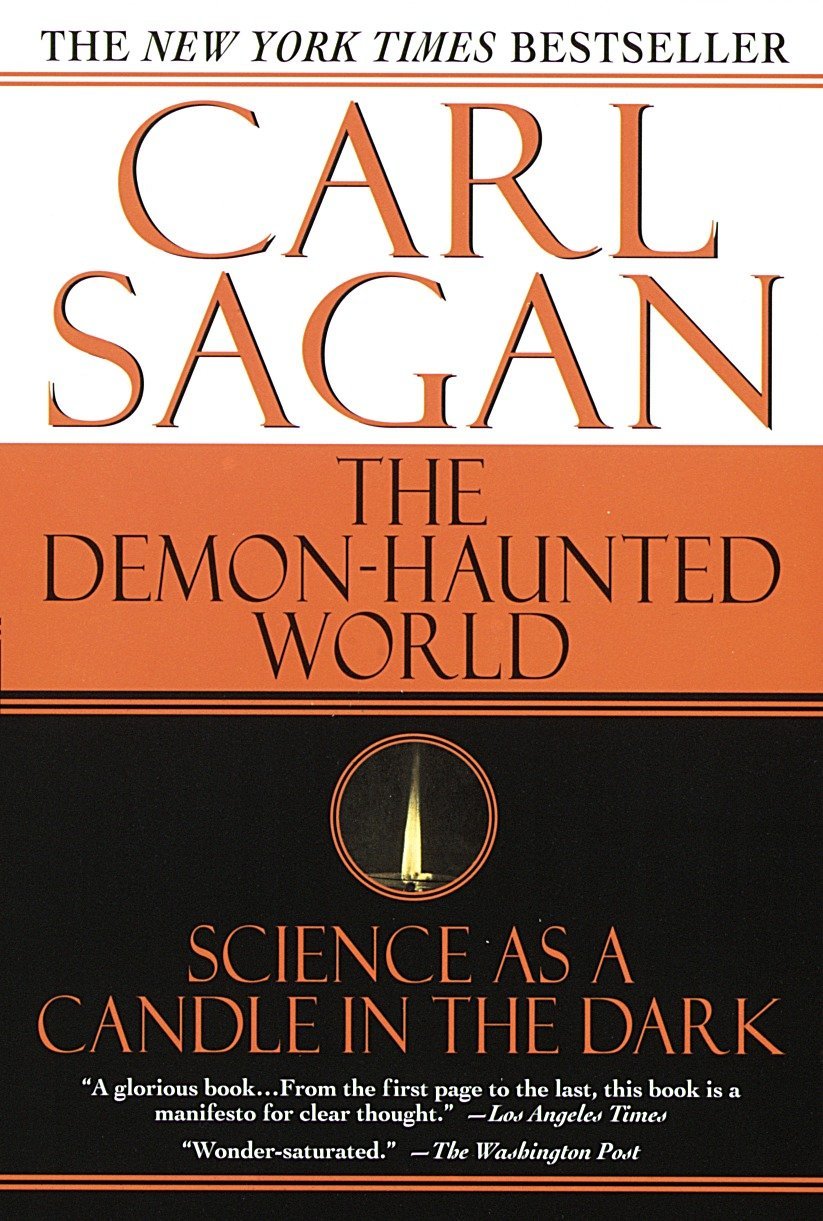 THE NEW YORK TIMES BESTSELLER
CARL
SAGAN
THE
DEMON-HAUNTED
WORLD
SCIENCE AS A
CANDLE IN THE DARK
“A glorious book...From the first page to the last, this book is a
manifesto for clear thought.” —Los Angeles Times
“Wonder-saturated.” —The Washington Post